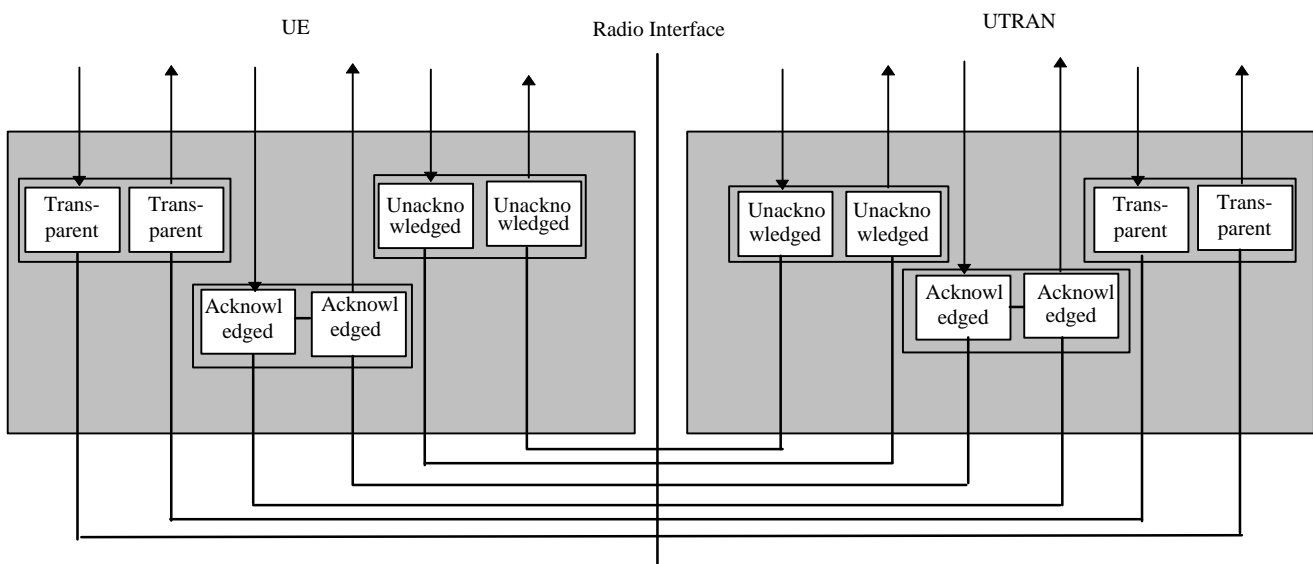 UE
Radio Interface
UTRAN
Trans-
parent
Trans-
parent
Unackno
wledged
Unackno
wledged
Acknowl
edged
Acknowl
edged
Unackno
wledged
Unackno
wledged
Trans-
parent
Trans-
parent
Acknowl
edged
Acknowl
edged